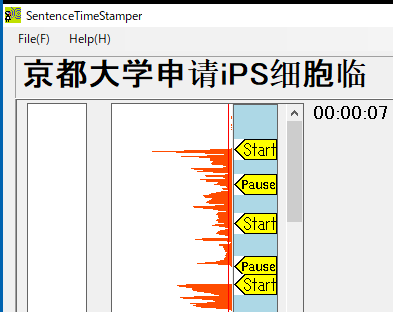 SentenceTimeStamper
File(F) Help(H)
京都大学申请iPS细胞临
00:00:07
Start
Pause
Start
Pause
Start